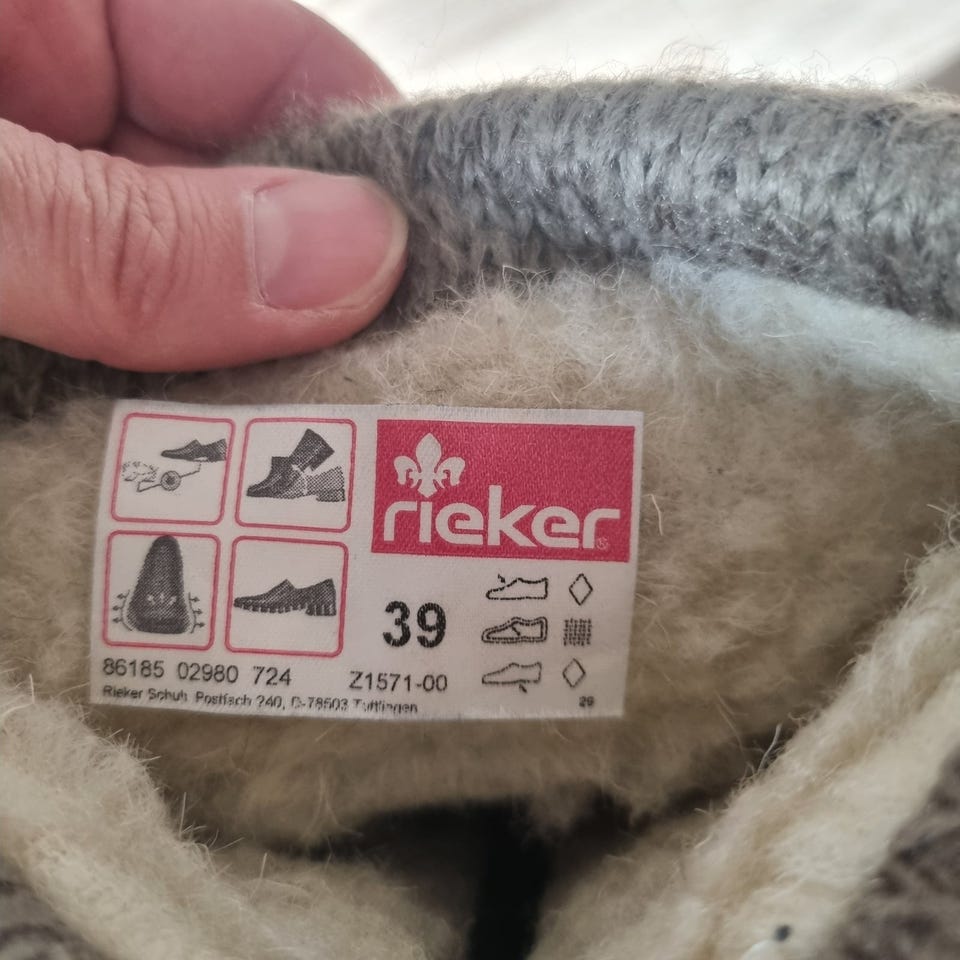 rieker
39
86185 02980 724 Z1571-00
Rieker Schuh, Postfach 240, D-78503 Tuttlingen
29